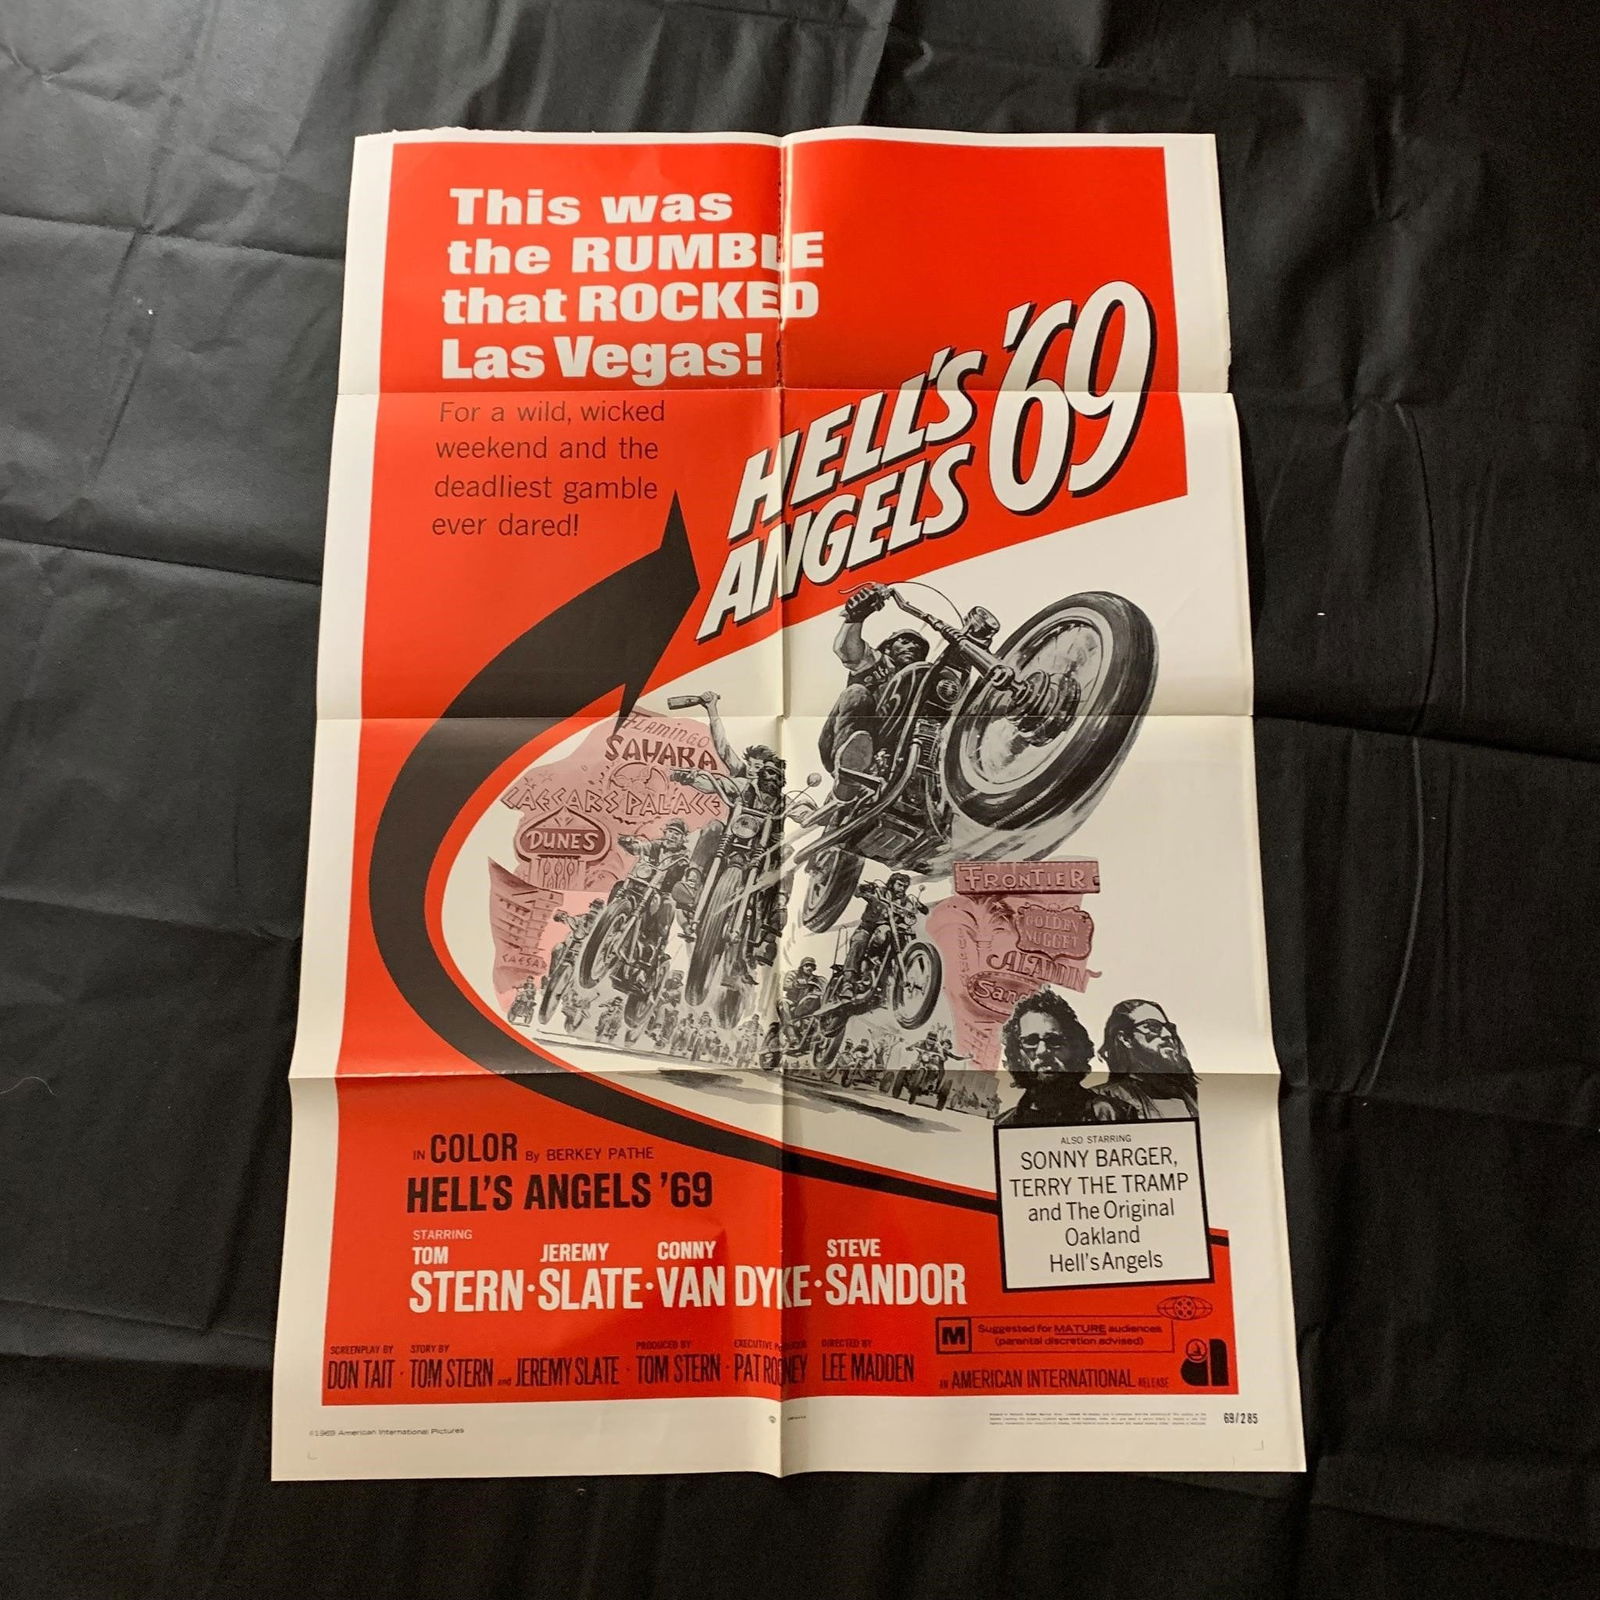 This was
the RUMBLE
that ROCKED
Las Vegas!
For a wild, wicked
weekend and the
deadliest gamble
ever dared!
HELL'S
ANGELS '69
FLAMINGO
SAHARA
CAESARS PALACE
DUNES
CAESAR
FRONTIER
GOLDEN
NUGGET
ALADDIN
ALSO STARRING
SONNY BARGER,
TERRY THE TRAMP
and The Original
Oakland
Hell's Angels
IN COLOR By BERKEY PATHE
HELL'S ANGELS '69
STARRING
TOM JEREMY CONNY STEVE
STERN · SLATE · VAN DYKE · SANDOR
M Suggested for MATURE audiences
(parental discretion advised)
SCREENPLAY BY STORY BY PRODUCED BY EXECUTIVE PRODUCER DIRECTED BY
DON TAIT · TOM STERN and JEREMY SLATE · TOM STERN · PAT ROONEY LEE MADDEN
AN AMERICAN INTERNATIONAL RELEASE
©1969 American International Pictures
69/285